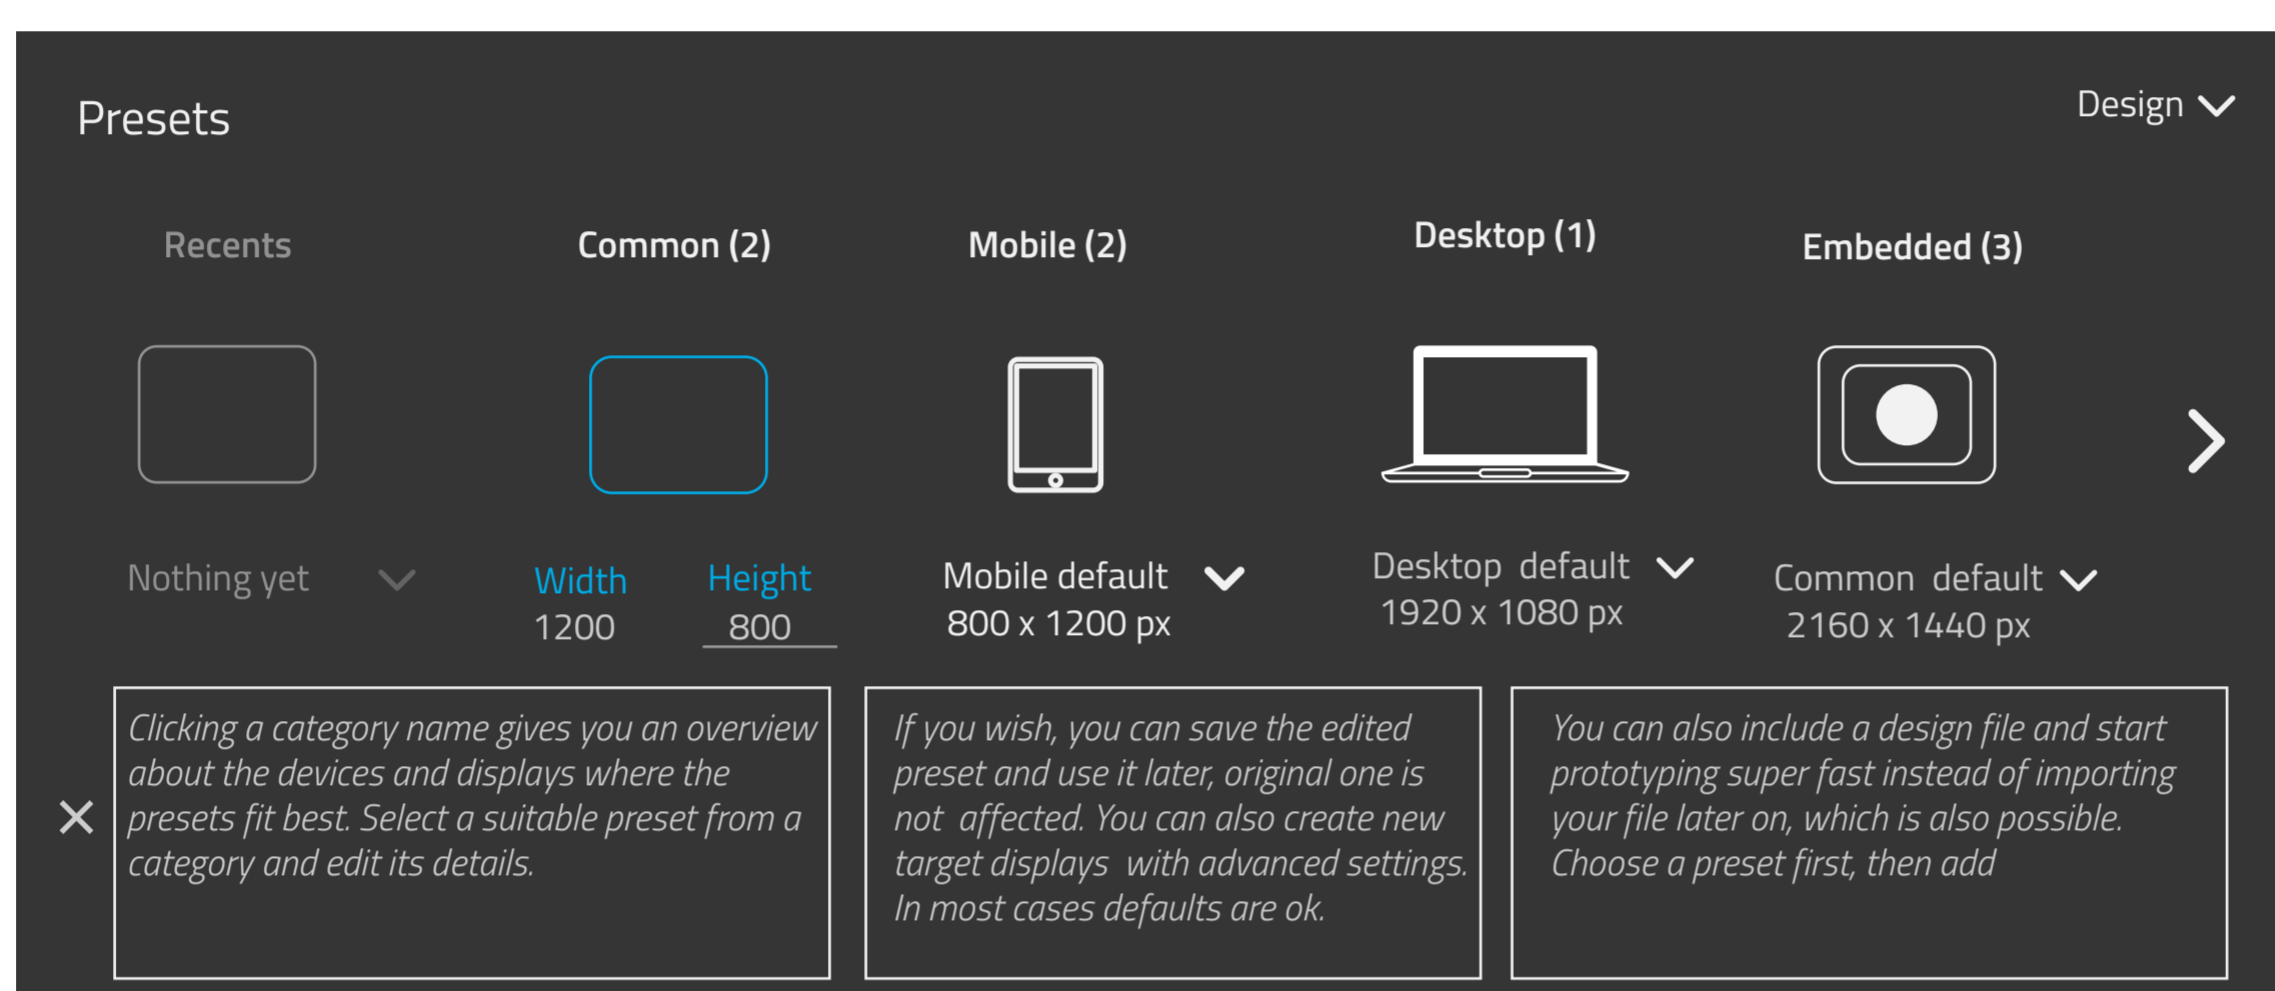 Presets
Design
Recents
Common (2)
Mobile (2)
Desktop (1)
Embedded (3)
Nothing yet
Width
Height
1200
800
Mobile default
800 x 1200 px
Desktop default
1920 x 1080 px
Common default
2160 x 1440 px
Clicking a category name gives you an overview
about the devices and displays where the
presets fit best. Select a suitable preset from a
category and edit its details.
If you wish, you can save the edited
preset and use it later, original one is
not affected. You can also create new
target displays with advanced settings.
In most cases defaults are ok.
You can also include a design file and start
prototyping super fast instead of importing
your file later on, which is also possible.
Choose a preset first, then add